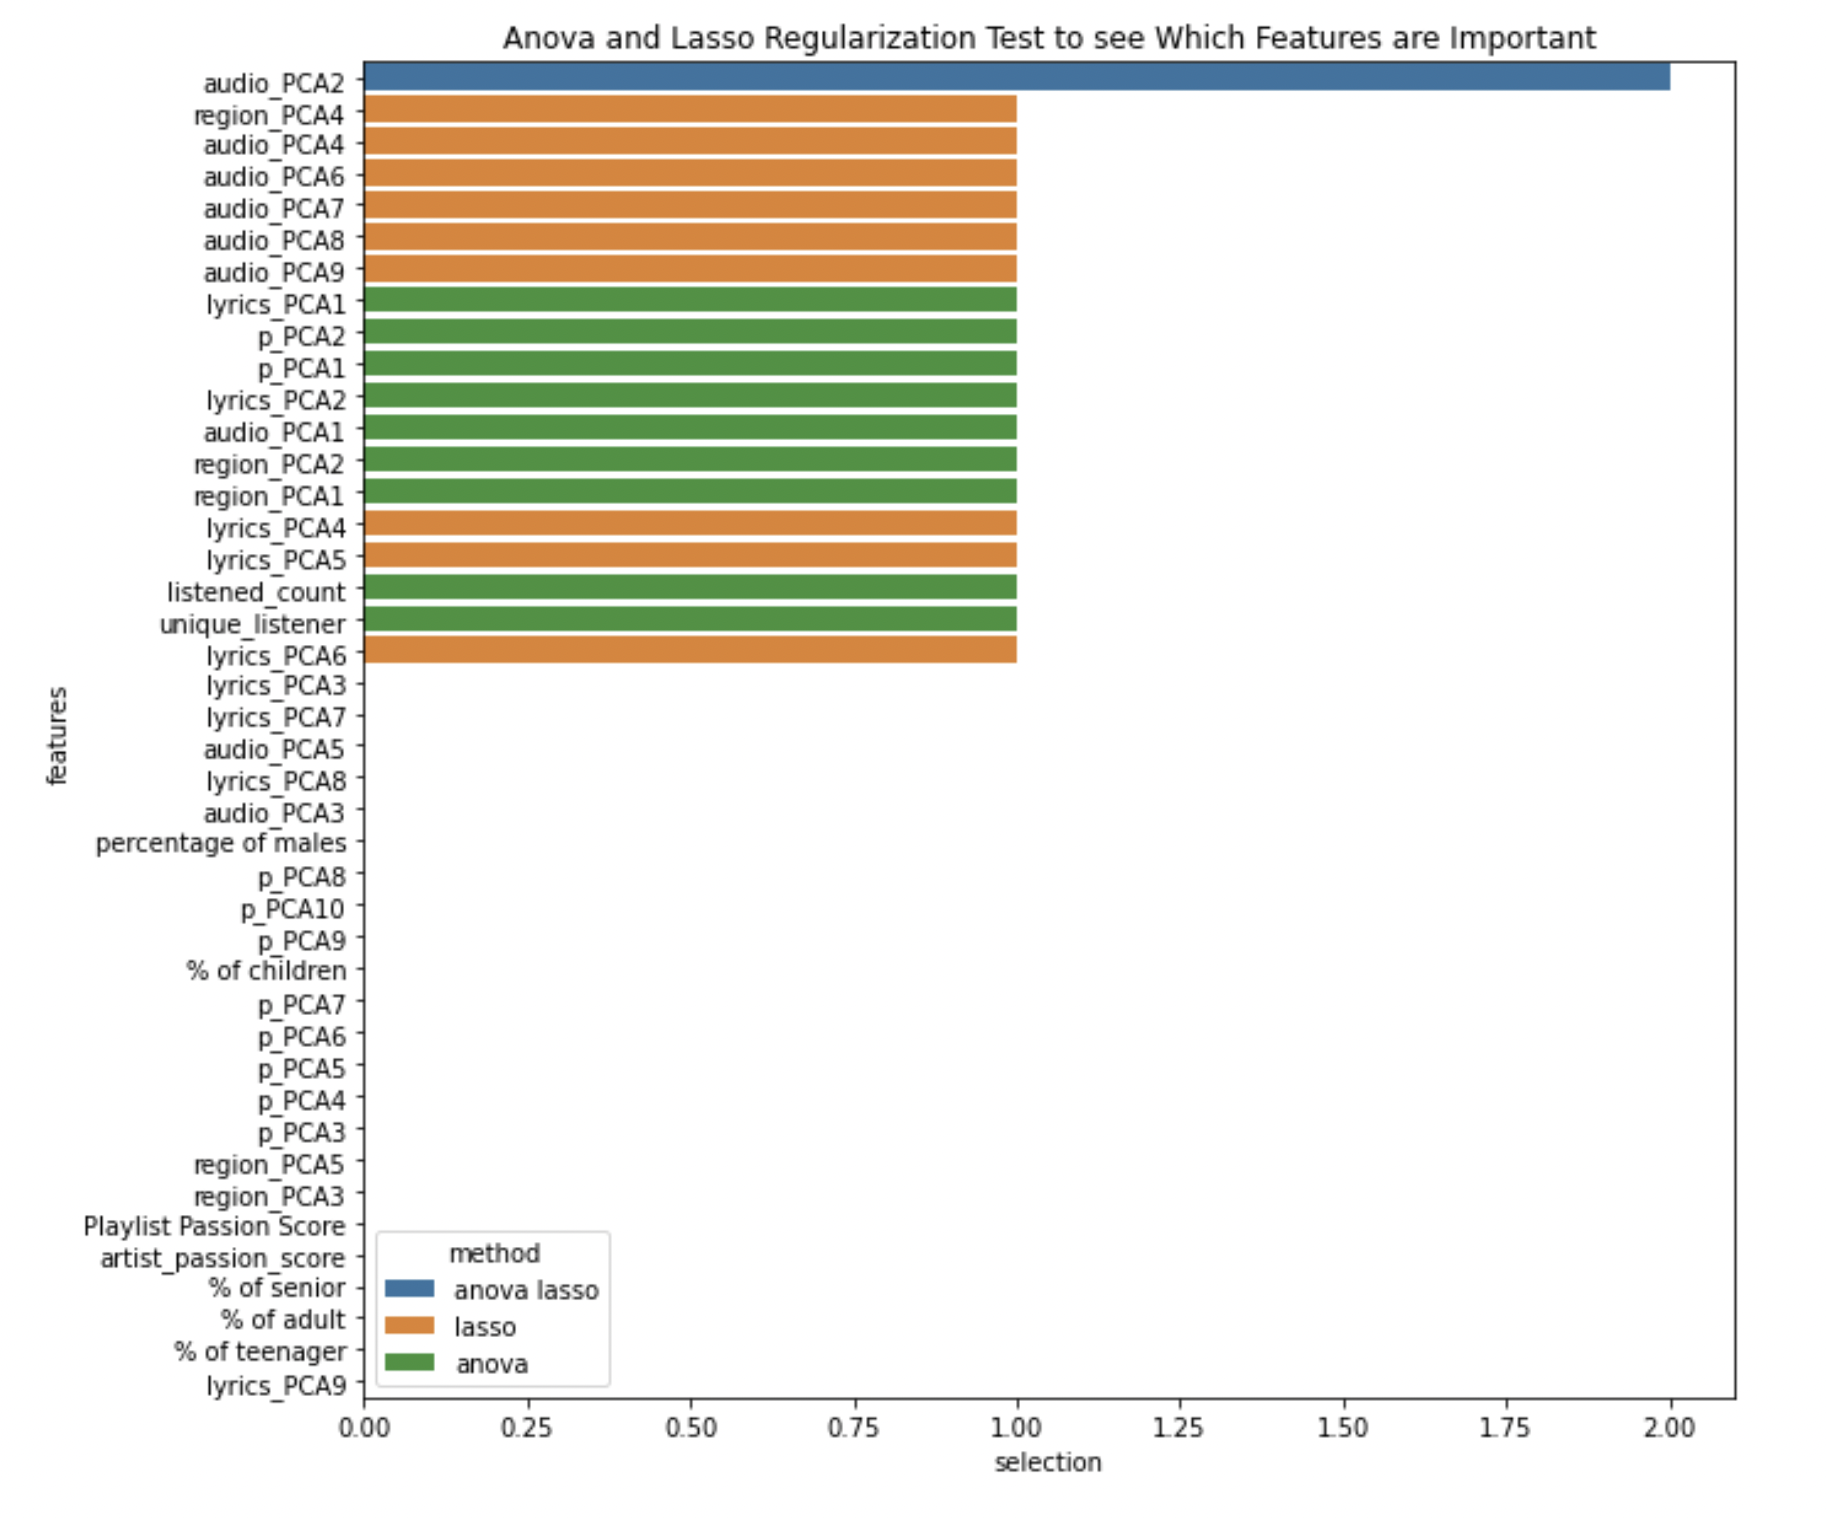 Anova and Lasso Regularization Test to see Which Features are Important
audio_PCA2
region_PCA4
audio_PCA4
audio_PCA6
audio_PCA7
audio_PCA8
audio_PCA9
lyrics_PCA1
p_PCA2
p_PCA1
lyrics_PCA2
audio_PCA1
region_PCA2
region_PCA1
lyrics_PCA4
lyrics_PCA5
listened_count
unique_listener
lyrics_PCA6
lyrics_PCA3
lyrics_PCA7
audio_PCA5
lyrics_PCA8
audio_PCA3
percentage of males
p_PCA8
p_PCA10
p_PCA9
% of children
p_PCA7
p_PCA6
p_PCA5
p_PCA4
p_PCA3
region_PCA5
region_PCA3
Playlist Passion Score
artist_passion_score
% of senior
% of adult
% of teenager
lyrics_PCA9
features
method
anova lasso
lasso
anova
0.00 0.25 0.50 0.75 1.00 1.25 1.50 1.75 2.00
selection